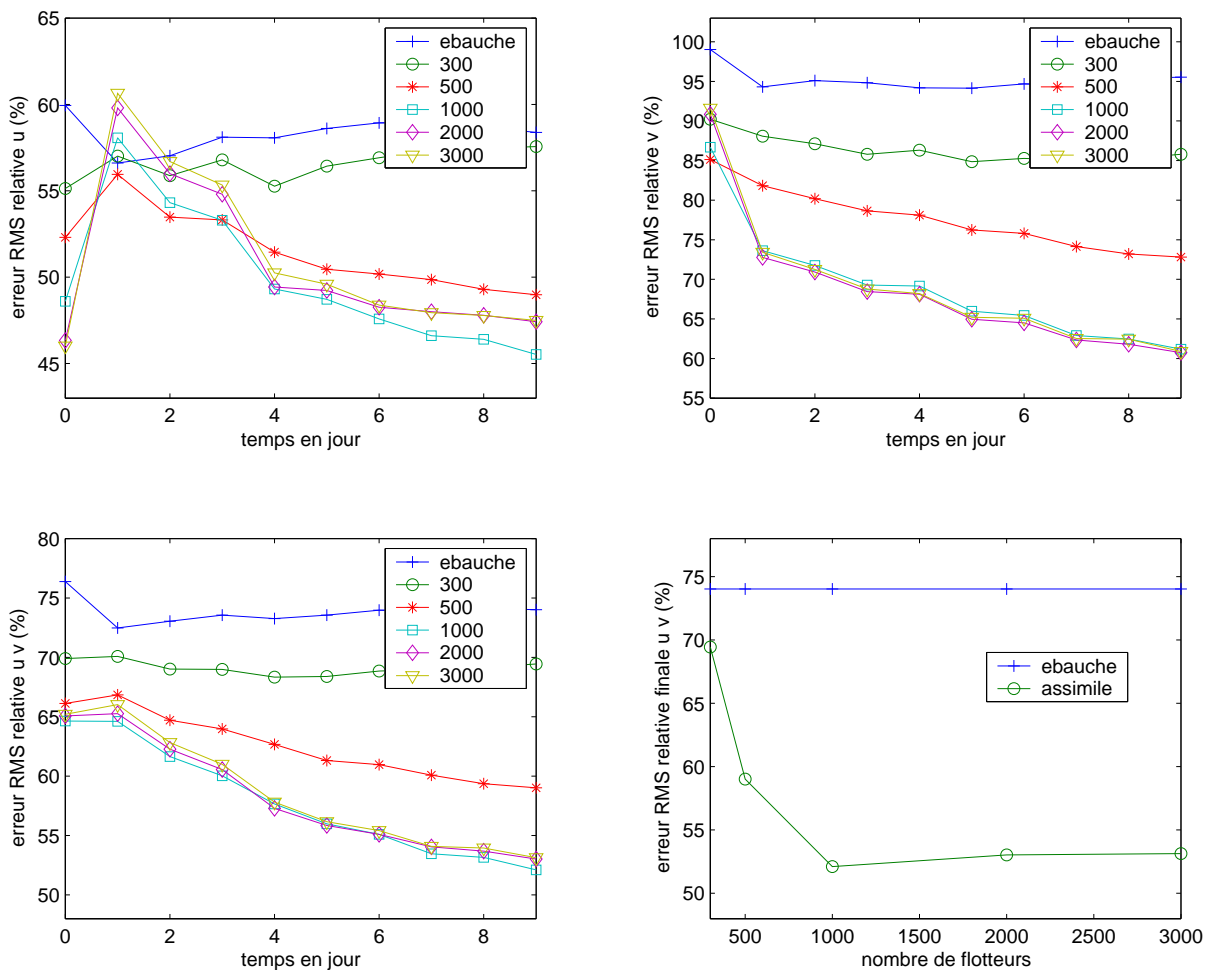 65
60
55
50
45
erreur RMS relative u (%)
ebauche
300
500
1000
2000
3000
0 2 4 6 8
temps en jour
100
95
90
85
80
75
70
65
60
55
erreur RMS relative v (%)
ebauche
300
500
1000
2000
3000
0 2 4 6 8
temps en jour
80
75
70
65
60
55
50
erreur RMS relative u v (%)
ebauche
300
500
1000
2000
3000
0 2 4 6 8
temps en jour
75
70
65
60
55
50
erreur RMS relative finale u v (%)
ebauche
assimile
500 1000 1500 2000 2500 3000
nombre de flotteurs